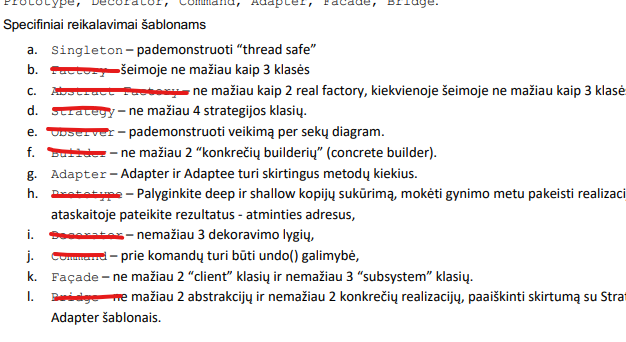 Prototype, Decorator, Command, Adapter, Facade, Bridge.
Specifiniai reikalavimai šablonams
a. Singleton – pademonstruoti “thread safe”
b. Factory – šeimoje ne mažiau kaip 3 klasės
c. Abstract Factory – ne mažiau kaip 2 real factory, kiekvienoje šeimoje ne mažiau kaip 3 klasė
d. Strategy – ne mažiau 4 strategijos klasių.
e. Observer – pademonstruoti veikimą per sekų diagram.
f. Builder – ne mažiau 2 “konkrečių builderių” (concrete builder).
g. Adapter – Adapter ir Adaptee turi skirtingus metodų kiekius.
h. Prototype – Palyginkite deep ir shallow kopijų sukūrimą, mokėti gynimo metu pakeisti realizaci
ataskaitoje pateikite rezultatus - atminties adresus,
i. Decorator – nemažiau 3 dekoravimo lygių,
j. Command – prie komandų turi būti undo() galimybė,
k. Façade – ne mažiau 2 “client” klasių ir nemažiau 3 “subsystem” klasių.
l. Bridge – ne mažiau 2 abstrakcijų ir nemažiau 2 konkrečių realizacijų, paaiškinti skirtumą su Stra
Adapter šablonais.